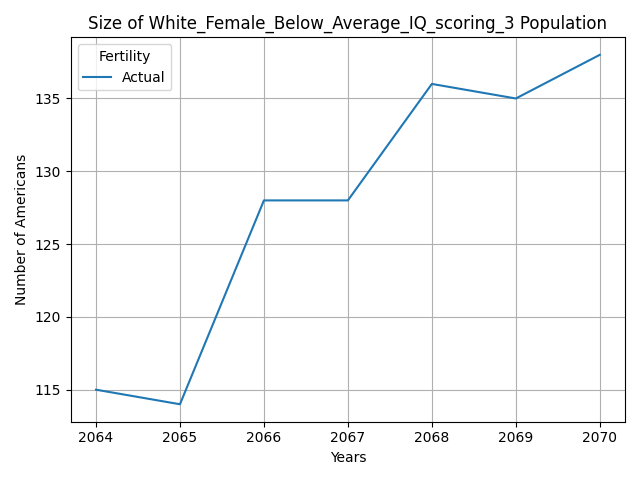 Size of White_Female_Below_Average_IQ_scoring_3 Population
Fertility
Actual
Number of Americans
135
130
125
120
115
2064 2065 2066 2067 2068 2069 2070
Years